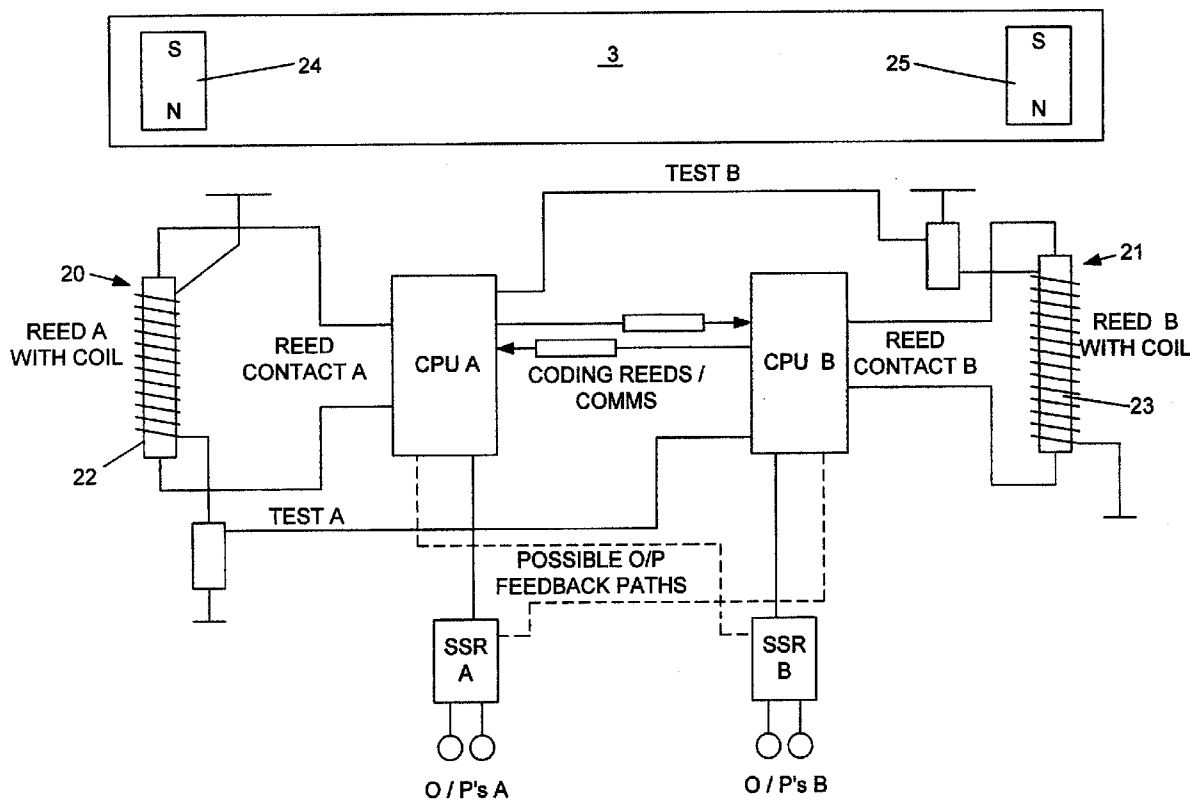 S
N
24
3
25
S
N
TEST B
20
REED A
WITH COIL
REED
CONTACT A
CPU A
CODING REEDS /
COMMS
CPU B
REED
CONTACT B
21
REED B
WITH COIL
23
22
TEST A
POSSIBLE O/P
FEEDBACK PATHS
SSR
A
SSR
B
O / P's A
O / P's B